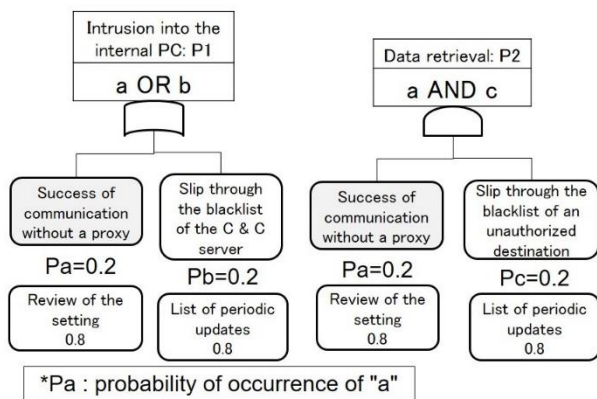 Intrusion into the
internal PC: P1
a OR b
Data retrieval: P2
a AND c
Success of
communication
without a proxy
Slip through
the blacklist
of the C & C
server
Success of
communication
without a proxy
Slip through the
blacklist of an
unauthorized
destination
Pa=0.2
Pb=0.2
Pa=0.2
Pc=0.2
Review of the
setting
0.8
List of periodic
updates
0.8
Review of the
setting
0.8
List of periodic
updates
0.8
*Pa : probability of occurrence of "a"